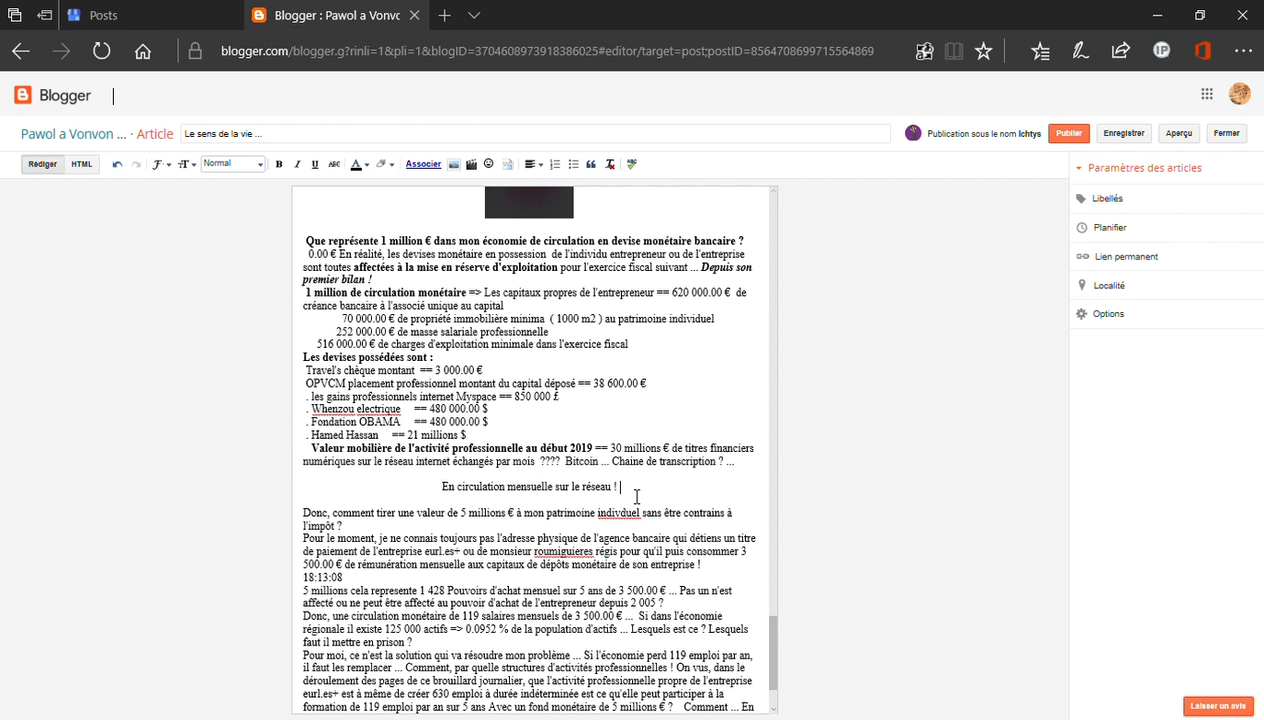 Posts
Blogger : Pawol a Vonvc
blogger.com/blogger.g?rinli=1&pli=1&blogID=3704608973918386025#editor/target=post;postID=8564708699715564869
Blogger
Pawol a Vonvon ... · Article
Le sens de la vie ...
Publication sous le nom Ichtys
Publier
Enregistrer
Aperçu
Fermer
Rédiger
HTML
Normal
B I U ABC A
Associer
Paramètres des articles
Libellés
Planifier
Lien permanent
Localité
Options
Que représente 1 million € dans mon économie de circulation en devise monétaire bancaire ?
0.00 € En réalité, les devises monétaire en possession de l'individu entrepreneur ou de l'entreprise
sont toutes affectées à la mise en réserve d'exploitation pour l'exercice fiscal suivant ... Depuis son
premier bilan !
1 million de circulation monétaire => Les capitaux propres de l'entrepreneur == 620 000.00 € de
créance bancaire à l'associé unique au capital
70 000.00 € de propriété immobilière minima ( 1000 m2 ) au patrimoine individuel
252 000.00 € de masse salariale professionnelle
516 000.00 € de charges d'exploitation minimale dans l'exercice fiscal
Les devises possédées sont :
Travel's chèque montant == 3 000.00 €
OPVCM placement professionnel montant du capital déposé == 38 600.00 €
. les gains professionnels internet Myspace == 850 000 £
. Whenzou electrique == 480 000.00 $
. Fondation OBAMA == 480 000.00 $
. Hamed Hassan == 21 millions $
Valeur mobilière de l'activité professionnelle au début 2019 == 30 millions € de titres financiers
numériques sur le réseau internet échangés par mois ???? Bitcoin ... Chaine de transcription ? ...
En circulation mensuelle sur le réseau !
Donc, comment tirer une valeur de 5 millions € à mon patrimoine indivduel sans être contrains à
l'impôt ?
Pour le moment, je ne connais toujours pas l'adresse physique de l'agence bancaire qui détiens un titre
de paiement de l'entreprise eurl.es+ ou de monsieur roumiguieres régis pour qu'il puis consommer 3
500.00 € de rémunération mensuelle aux capitaux de dépôts monétaire de son entreprise !
18:13:08
5 millions cela represente 1 428 Pouvoirs d'achat mensuel sur 5 ans de 3 500.00 € ... Pas un n'est
affecté ou ne peut être affecté au pouvoir d'achat de l'entrepreneur depuis 2 005 ?
Donc, une circulation monétaire de 119 salaires mensuels de 3 500.00 € ... Si dans l'économie
régionale il existe 125 000 actifs => 0.0952 % de la population d'actifs ... Lesquels est ce ? Lesquels
faut il mettre en prison ?
Pour moi, ce n'est la solution qui va résoudre mon problème ... Si l'économie perd 119 emploi par an,
il faut les remplacer ... Comment, par quelle structures d'activités professionnelles ! On vus, dans le
déroulement des pages de ce brouillard journalier, que l'activité professionnelle propre de l'entreprise
eurl.es+ est à même de créer 630 emploi à durée indéterminée est ce qu'elle peut participer à la
formation de 119 emploi par an sur 5 ans Avec un fond monétaire de 5 millions € ? Comment ... En
Laisser un avis